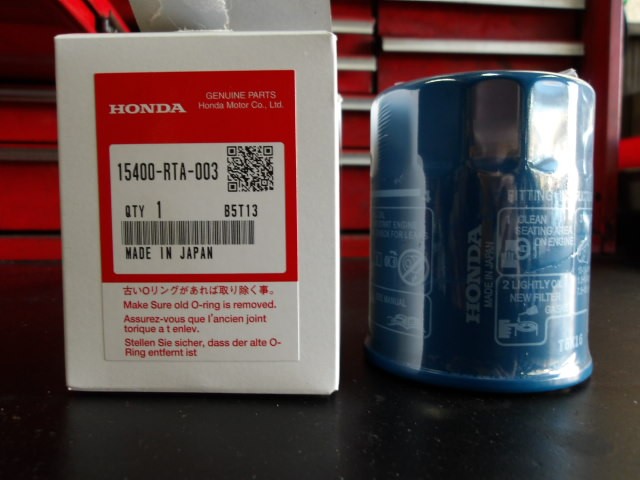 GENUINE PARTS
HONDA Honda Motor Co., Ltd.
15400-RTA-003
QTY 1 B5T13
MADE IN JAPAN
古いOリングがあれば取り除く事。
Make Sure old O-ring is removed.
Assurez-vous que l'ancien joint
torique a t enlev.
Stellen Sie sicher, dass der alte O-
Ring entfernt ist
HONDA
MADE IN JAPAN
FITTING
1 CLEAN
SEATING AREA
ON ENGINE
2 LIGHTLY
NEW FILTER
MANUAL